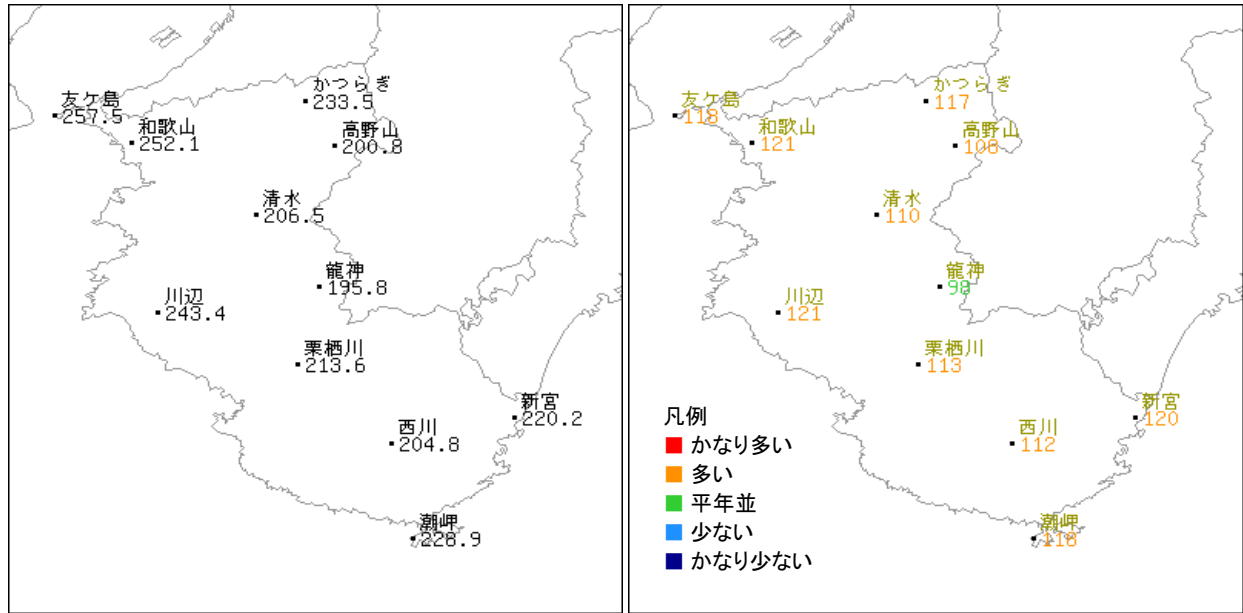 かつらぎ
233.5
友ケ島
257.5
和歌山
252.1
高野山
200.8
清水
206.5
龍神
195.8
川辺
243.4
栗栖川
213.6
新宮
220.2
西川
204.8
潮岬
228.9
かつらぎ
117
友ケ島
118
和歌山
121
高野山
108
清水
110
龍神
98
川辺
121
栗栖川
113
新宮
120
西川
112
潮岬
118
凡例
かなり多い
多い
平年並
少ない
かなり少ない